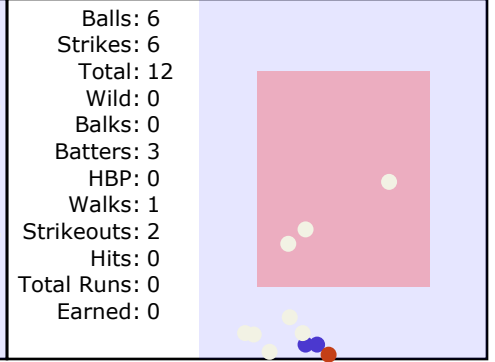 Balls: 6
Strikes: 6
Total: 12
Wild: 0
Balks: 0
Batters: 3
HBP: 0
Walks: 1
Strikeouts: 2
Hits: 0
Total Runs: 0
Earned: 0